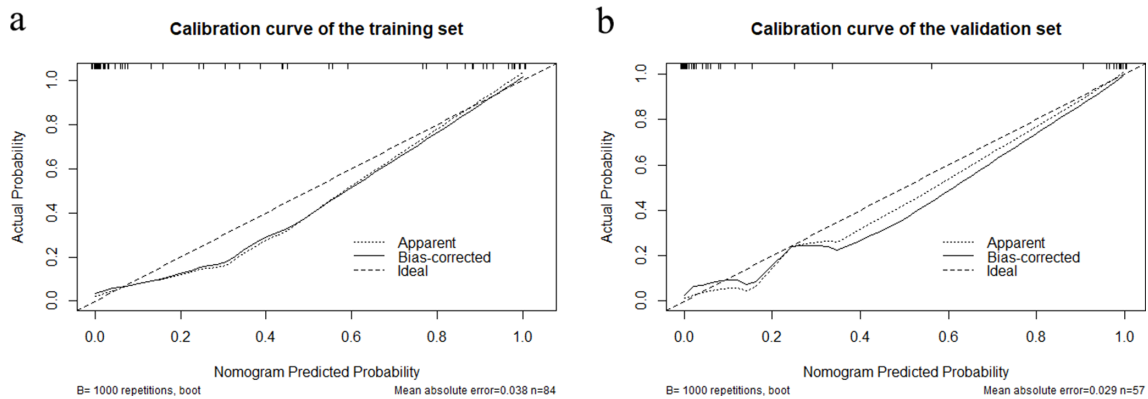 a
Calibration curve of the training set
Actual Probability
1.0
0.8
0.6
0.4
0.2
0.0
Apparent
Bias-corrected
Ideal
0.0 0.2 0.4 0.6 0.8 1.0
Nomogram Predicted Probability
B= 1000 repetitions, boot Mean absolute error=0.038 n=84
b
Calibration curve of the validation set
Actual Probability
1.0
0.8
0.6
0.4
0.2
0.0
Apparent
Bias-corrected
Ideal
0.0 0.2 0.4 0.6 0.8 1.0
Nomogram Predicted Probability
B= 1000 repetitions, boot Mean absolute error=0.029 n=57